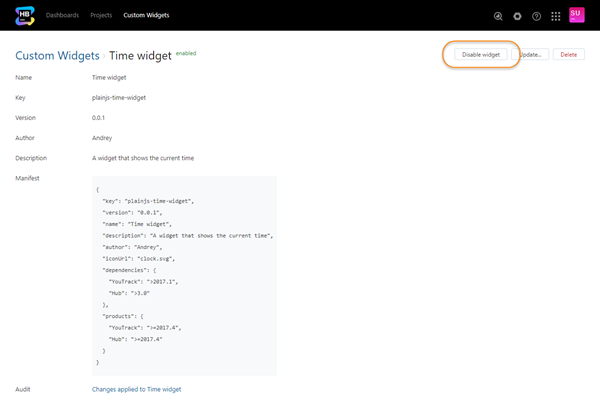 HB
Dashboards
Projects
Custom Widgets
SU
Custom Widgets › Time widget enabled
Disable widget
Update...
Delete
Name
Time widget
Key
plainjs-time-widget
Version
0.0.1
Author
Andrey
Description
A widget that shows the current time
Manifest
{
"key": "plainjs-time-widget",
"version": "0.0.1",
"name": "Time widget",
"description": "A widget that shows the current time",
"author": "Andrey",
"iconUrl": "clock.svg",
"dependencies": {
"YouTrack": ">2017.1",
"Hub": ">3.0"
},
"products": {
"YouTrack": ">=2017.4",
"Hub": ">=2017.4"
}
}
Audit
Changes applied to Time widget